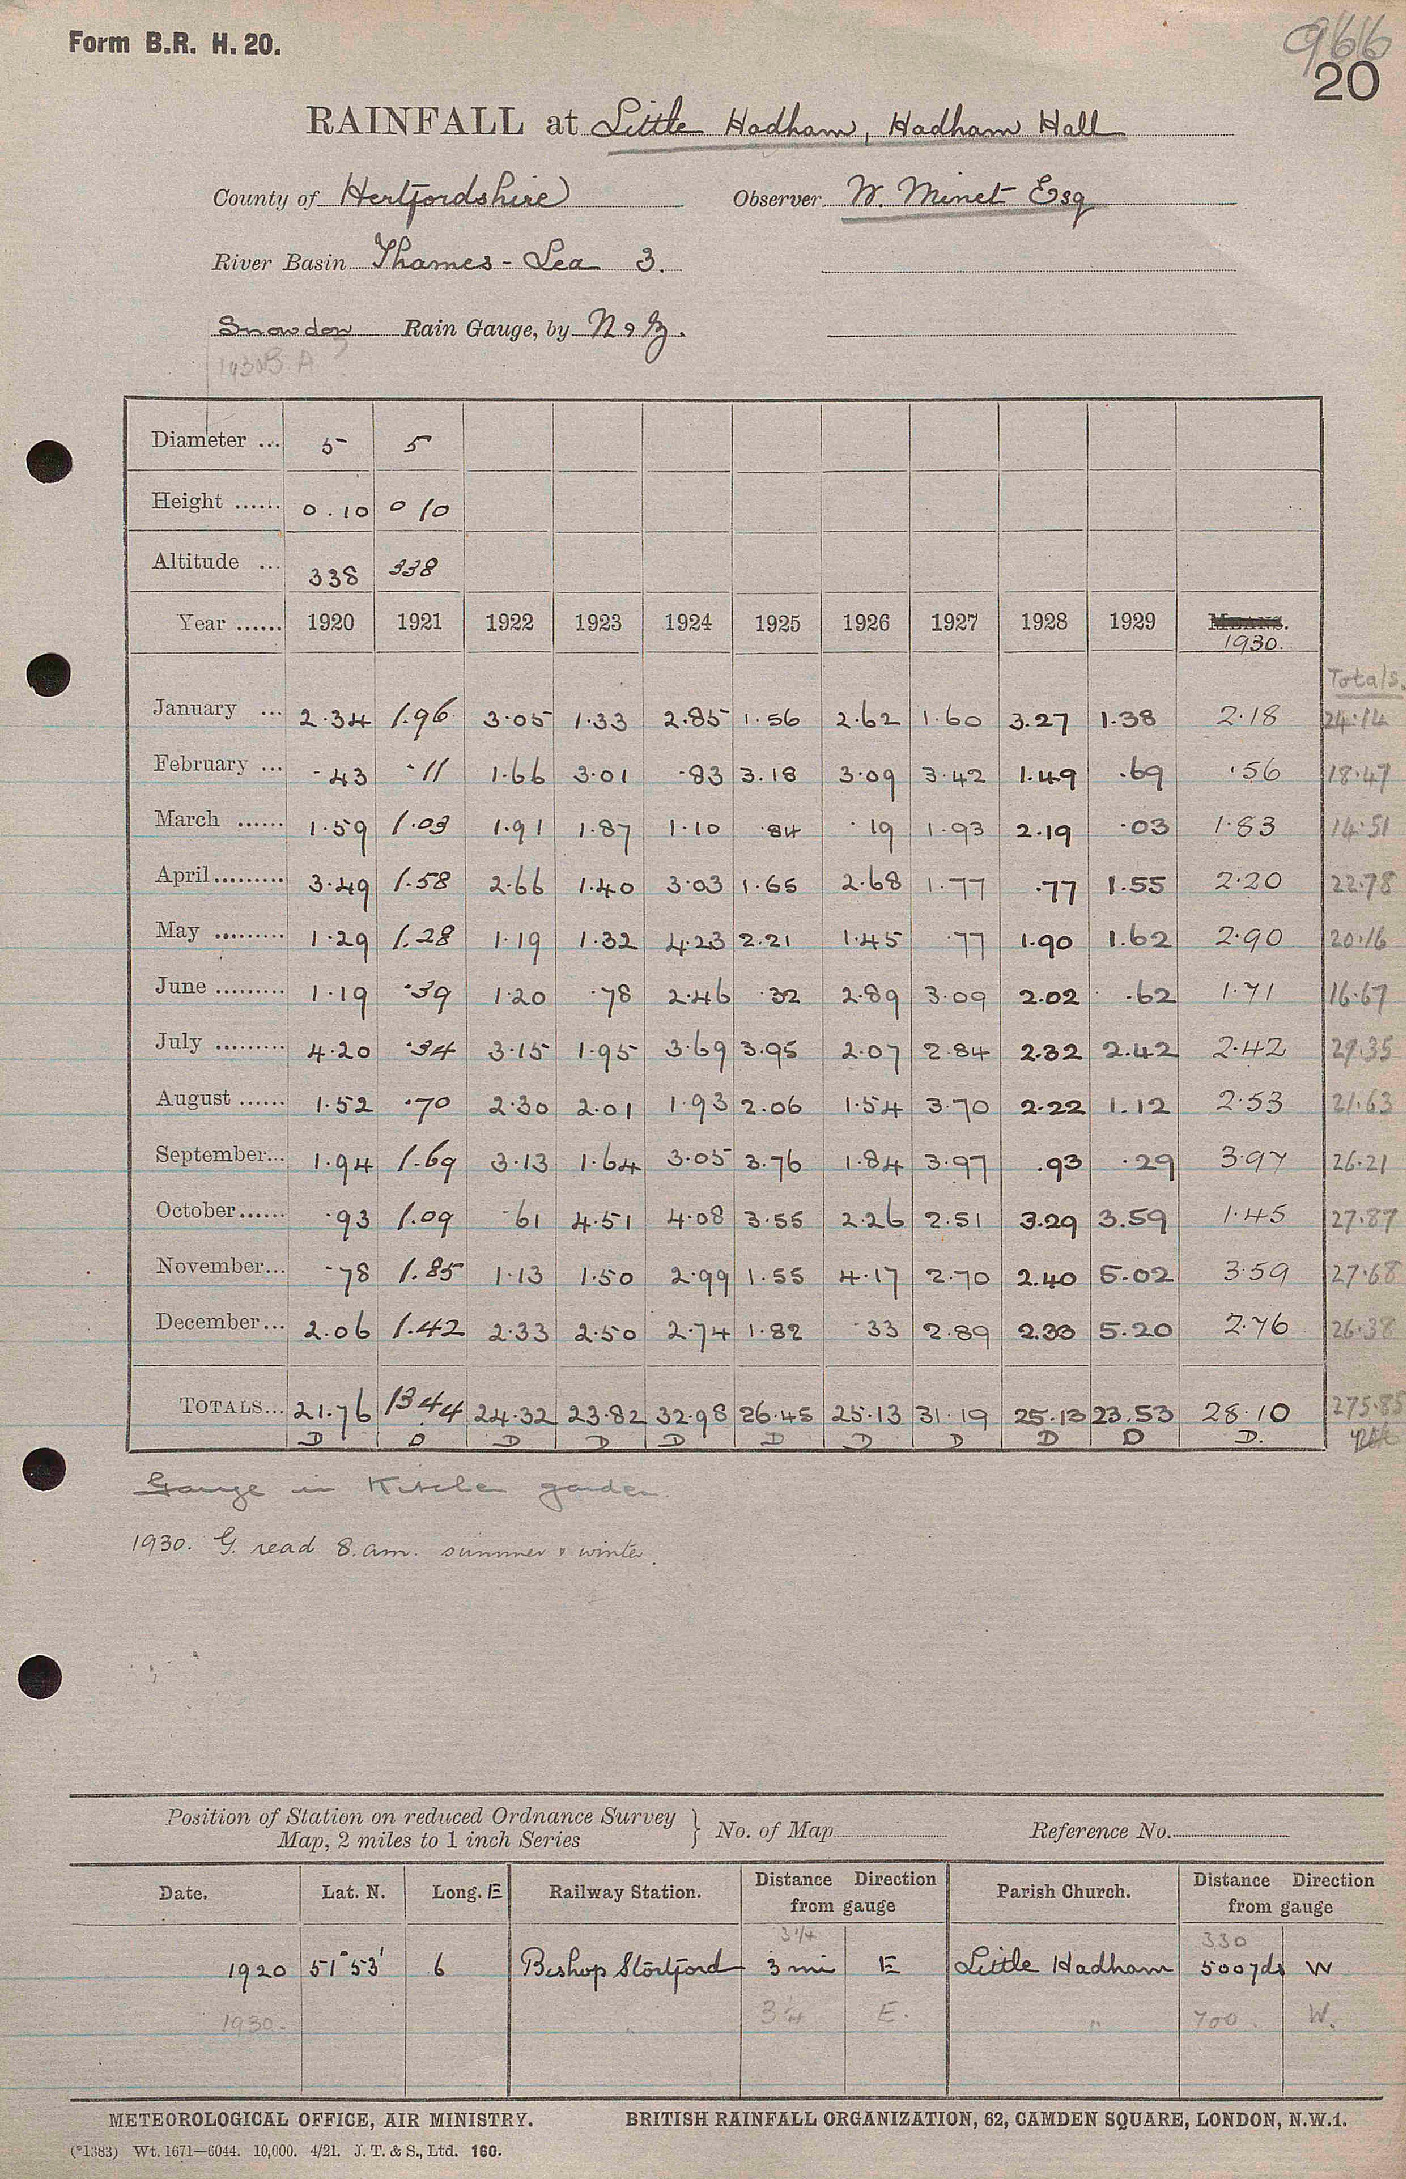 Form B.R. H. 20.
966
20
RAINFALL at Little Hadham, Hadham Hall
County of Hertfordshire Observer W. Minet Esq
River Basin Thames - Lea 3.
Snowdon Rain Gauge, by N & Z.
Diameter ... 5 5
Height ...... 0.10 0 10
Altitude ... 338 338
Year ...... 1920 1921 1922 1923 1924 1925 1926 1927 1928 1929 MEANS. 1930.
Totals.
January ... 2.34 1.96 3.05 1.33 2.85 1.56 2.62 1.60 3.27 1.38 2.18
February ... .43 .11 1.66 3.01 .83 3.18 3.09 3.42 1.49 .69 .56 18.47
March ...... 1.59 1.03 1.91 1.87 1.10 .84 .19 1.93 2.19 .03 1.83 14.51
April ......... 3.49 1.58 2.66 1.40 3.03 1.65 2.68 1.77 .77 1.55 2.20 22.78
May ......... 1.29 1.28 1.19 1.32 4.23 2.21 1.45 .77 1.90 1.62 2.90 20.16
June ......... 1.19 .39 1.20 .78 2.46 .32 2.89 3.09 2.02 .62 1.71 16.67
July ......... 4.20 .34 3.15 1.95 3.69 3.95 2.07 2.84 2.32 2.42 2.42 29.35
August ...... 1.52 .70 2.30 2.01 1.93 2.06 1.54 3.70 2.22 1.12 2.53 21.63
September... 1.94 1.69 3.13 1.64 3.05 3.76 1.84 3.97 .93 .29 3.97 26.21
October...... .93 1.09 .61 4.51 4.08 3.55 2.26 2.51 3.29 3.59 1.45 27.87
November... .78 1.85 1.13 1.50 2.99 1.55 4.17 2.70 2.40 5.02 3.59 27.68
December... 2.06 1.42 2.33 2.50 2.74 1.82 .33 2.89 2.33 5.20 2.76 26.38
TOTALS... 21.76 13 44 24.32 23.82 32.98 26.45 25.13 31.19 25.13 23.53 28.10 275.85
D D D D D D D D D D D.
Gauge in Kitchen garden.
1930. G. read 8. am. summer & winter.
Position of Station on reduced Ordnance Survey Map, 2 miles to 1 inch Series } No. of Map Reference No.
Date. Lat. N. Long. E Railway Station. Distance Direction from gauge Parish Church. Distance Direction from gauge
3 1/4 330
1920 51°53' 6 Bishop Stortford 3 mi E Little Hadham 500yds W
1930. " 3 1/4 E. " 700. W.
METEOROLOGICAL OFFICE, AIR MINISTRY. BRITISH RAINFALL ORGANIZATION, 62, CAMDEN SQUARE, LONDON, N.W.1.
(*1383) Wt. 1671—6044. 10,000. 4/21. J. T. & S., Ltd. 160.